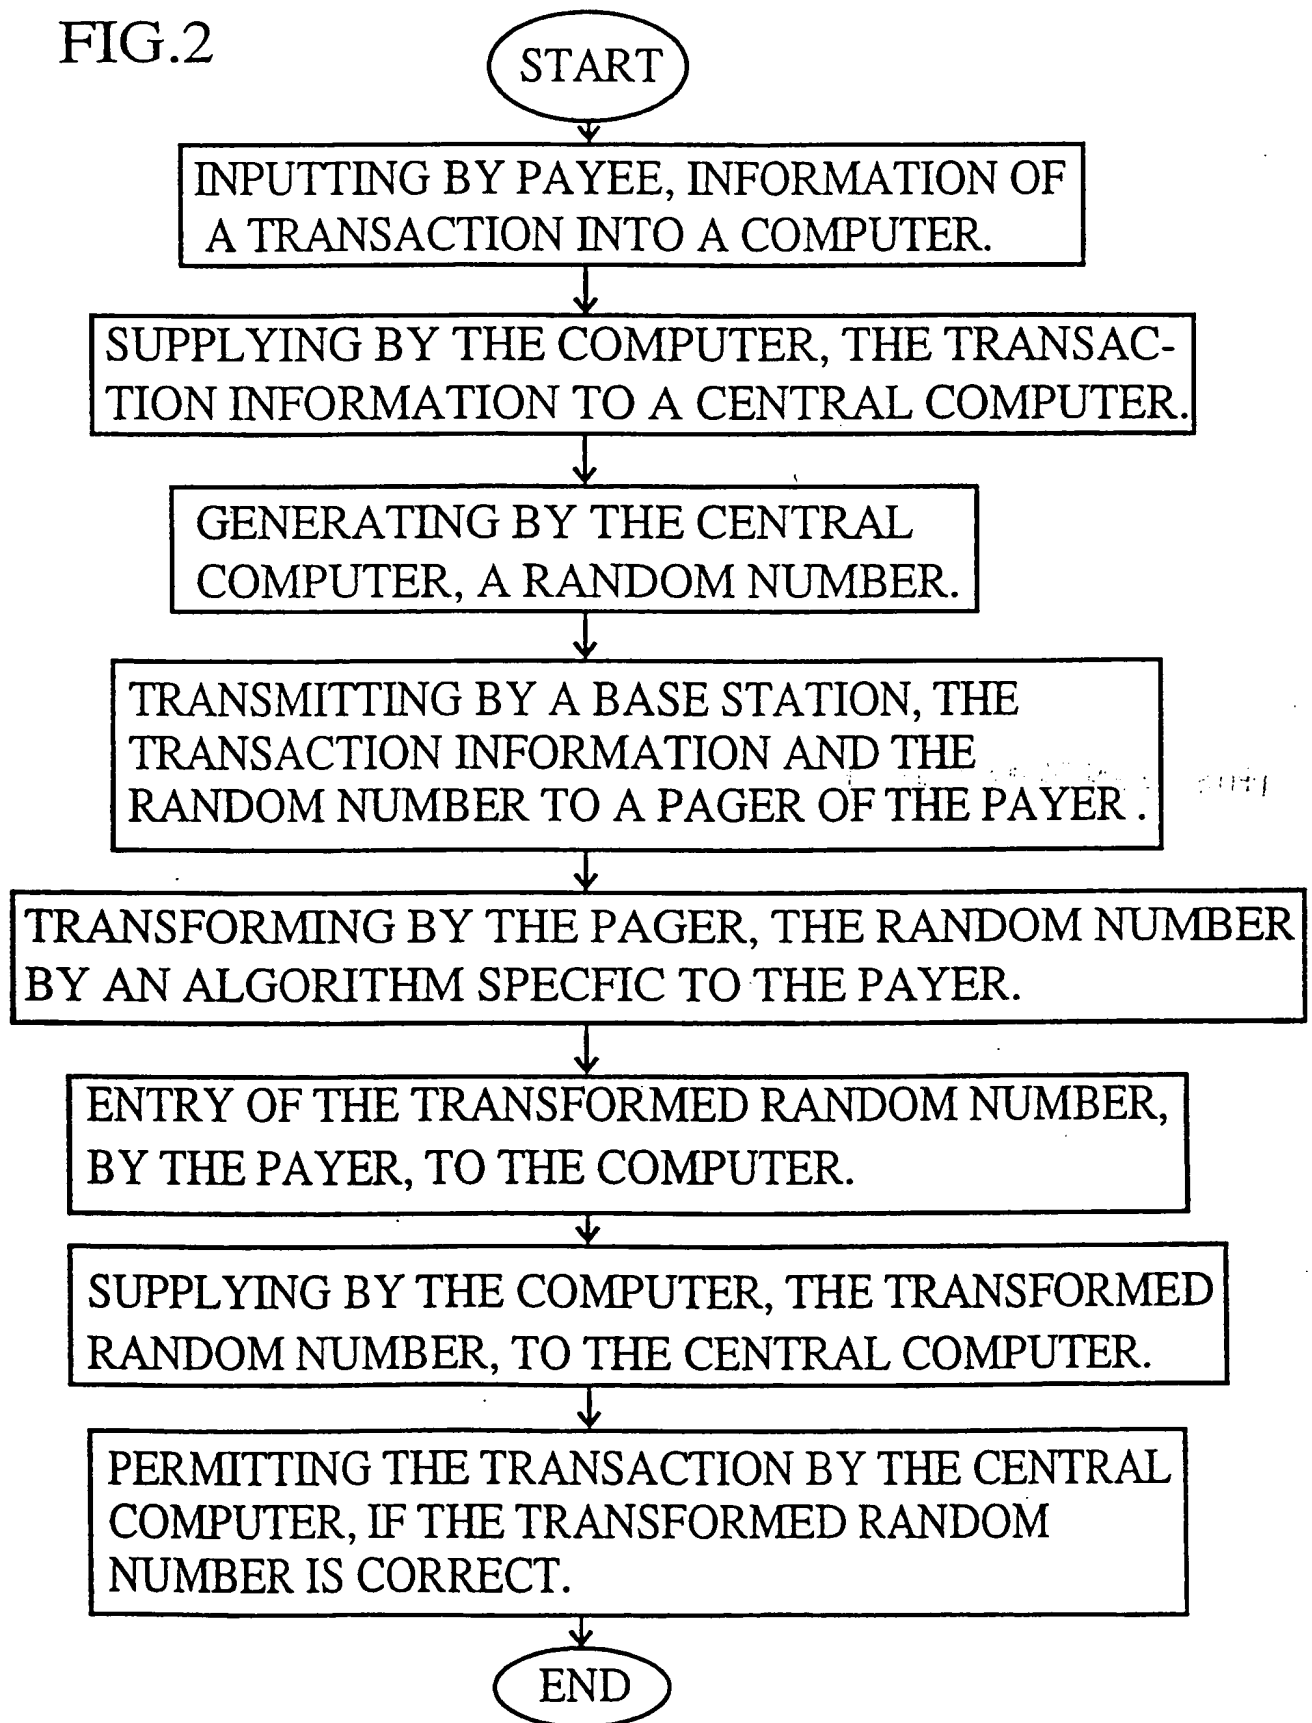 FIG.2
START
INPUTTING BY PAYEE, INFORMATION OF
A TRANSACTION INTO A COMPUTER.
SUPPLYING BY THE COMPUTER, THE TRANSAC-
TION INFORMATION TO A CENTRAL COMPUTER.
GENERATING BY THE CENTRAL
COMPUTER, A RANDOM NUMBER.
TRANSMITTING BY A BASE STATION, THE
TRANSACTION INFORMATION AND THE
RANDOM NUMBER TO A PAGER OF THE PAYER .
TRANSFORMING BY THE PAGER, THE RANDOM NUMBER
BY AN ALGORITHM SPECFIC TO THE PAYER.
ENTRY OF THE TRANSFORMED RANDOM NUMBER,
BY THE PAYER, TO THE COMPUTER.
SUPPLYING BY THE COMPUTER, THE TRANSFORMED
RANDOM NUMBER, TO THE CENTRAL COMPUTER.
PERMITTING THE TRANSACTION BY THE CENTRAL
COMPUTER, IF THE TRANSFORMED RANDOM
NUMBER IS CORRECT.
END